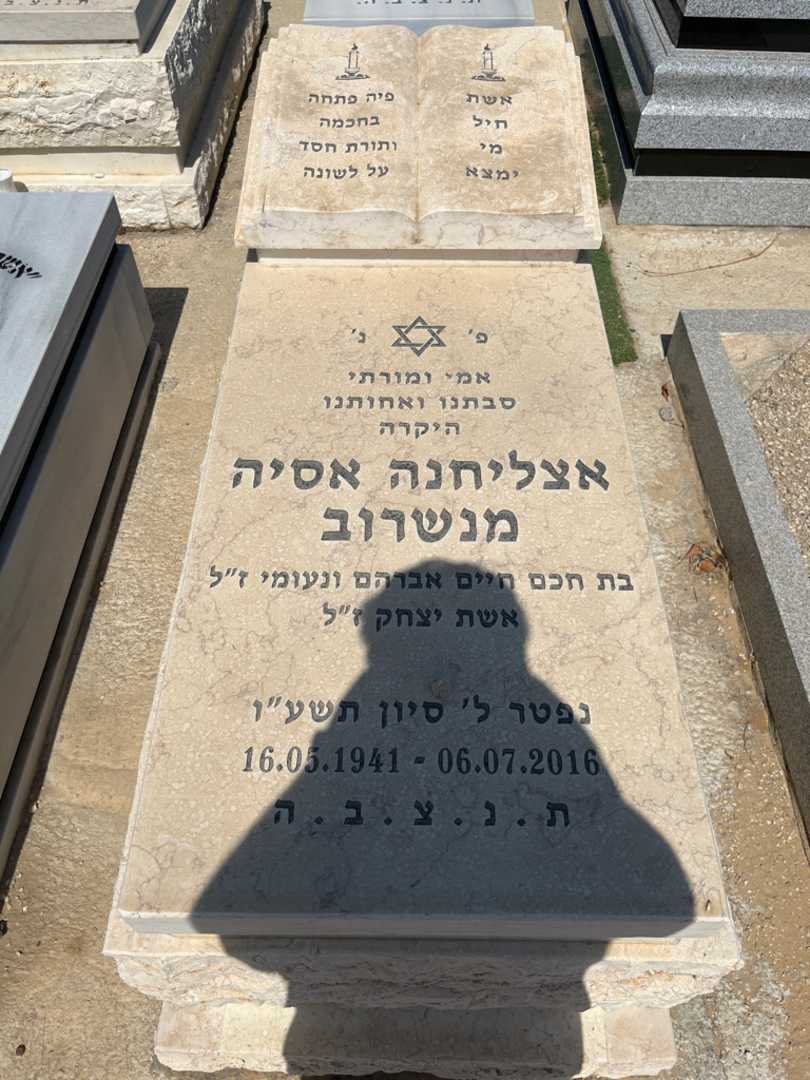 ת.נ.צ.ב.ה
אשת
חיל
מי
ימצא
פיה פתחה
בחכמה
ותורת חסד
על לשונה
פ׳ נ׳
אמי ומורתי
סבתנו ואחותנו
היקרה
אצליחנה אסיה
מנשרוב
בת חכם חיים אברהם ונעומי ז״ל
אשת יצחק ז״ל
נפטר ל׳ סיון תשע״ו
16.05.1941 - 06.07.2016
ת . נ . צ . ב . ה